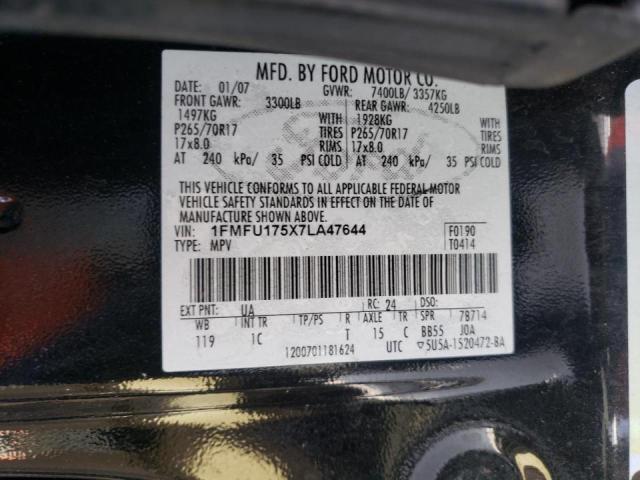 MFD. BY FORD MOTOR CO.
DATE: 01/07 GVWR: 7400LB/ 3357KG
FRONT GAWR: 3300LB REAR GAWR: 4250LB
1497KG WITH 1928KG WITH
P265/70R17 TIRES P265/70R17 TIRES
17x8.0 RIMS 17x8.0 RIMS
AT 240 kPa/ 35 PSI COLD AT 240 kPa/ 35 PSI COLD
THIS VEHICLE CONFORMS TO ALL APPLICABLE FEDERAL MOTOR
VEHICLE SAFETY STANDARDS IN EFFECT ON THE DATE OF
MANUFACTURE SHOWN ABOVE.
VIN: 1FMFU175X7LA47644 F0190
TYPE: MPV T0414
EXT PNT: UA RC: 24 DSO:
WB INT TR TP/PS R AXLE TR SPR 78714
119 1C T 15 C BB55 J0A
1200701181624 UTC ▽5U5A-1520472-BA